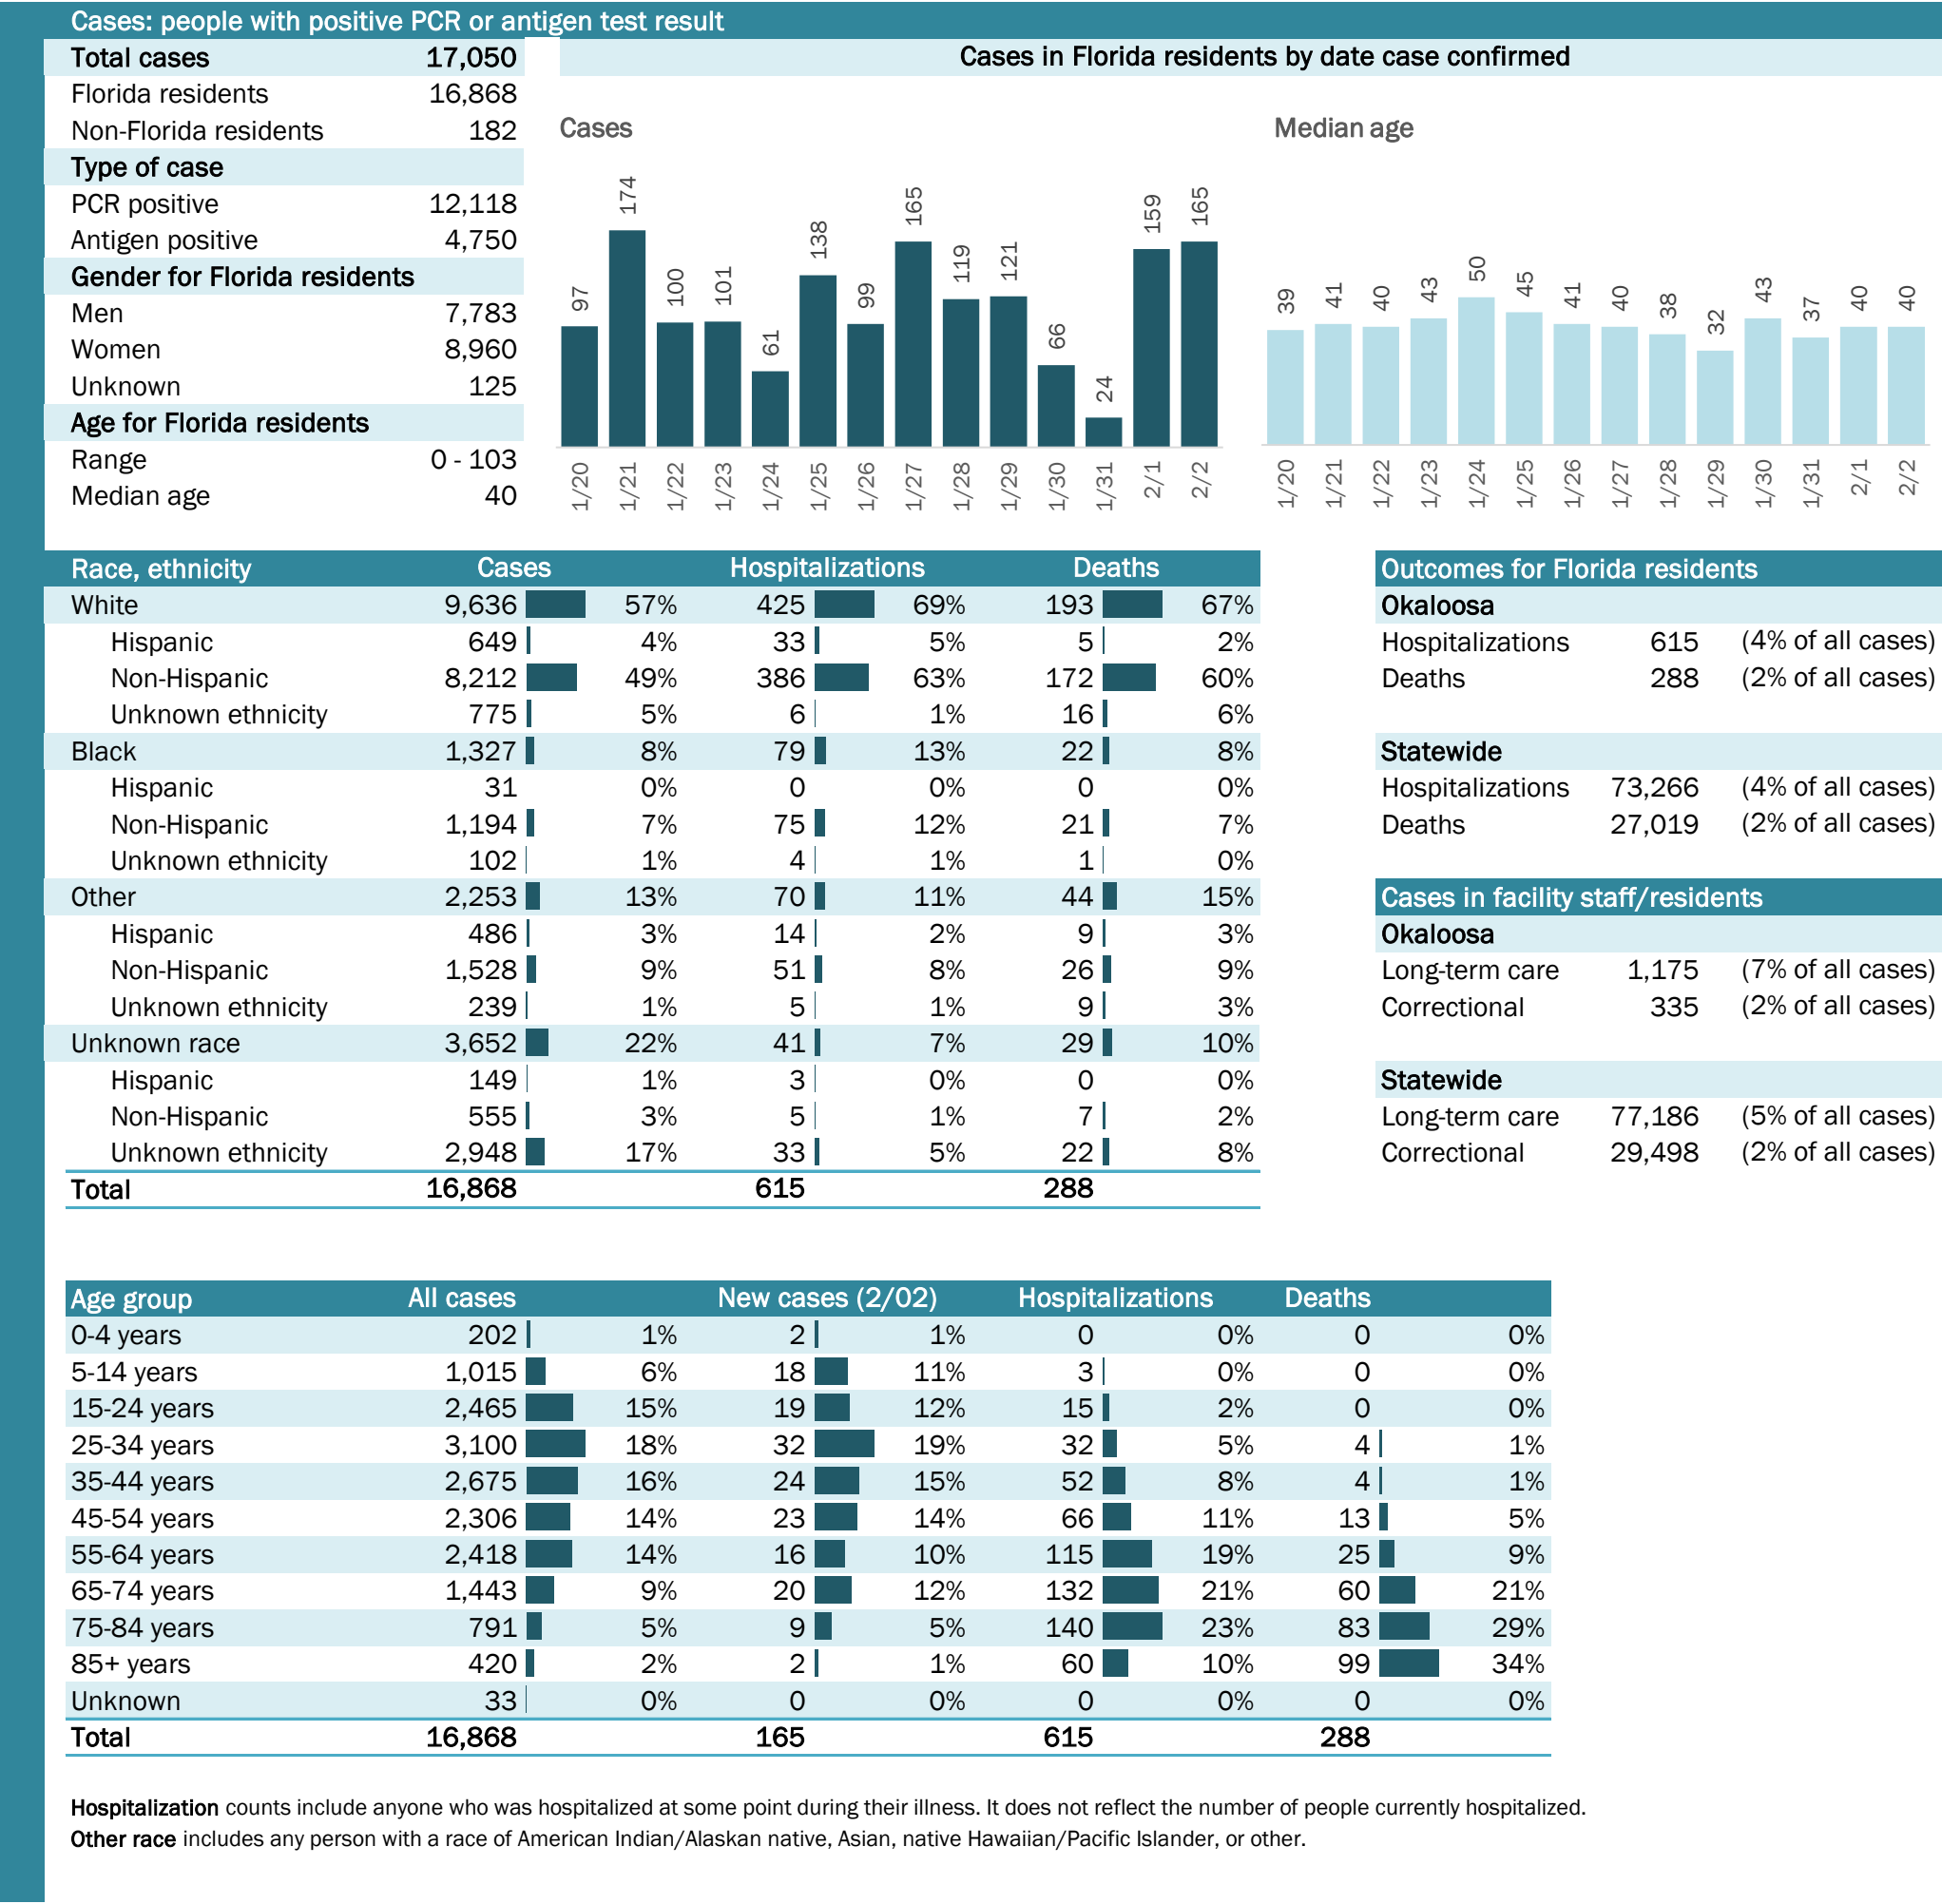 Cases: people with positive PCR or antigen test result
Total cases 17,050
Florida residents 16,868
Non-Florida residents 182
Type of case
PCR positive 12,118
Antigen positive 4,750
Gender for Florida residents
Men 7,783
Women 8,960
Unknown 125
Age for Florida residents
Range 0 - 103
Median age 40
Cases in Florida residents by date case confirmed
Cases
97 174 100 101 61 138 99 165 119 121 66 24 159 165
1/20 1/21 1/22 1/23 1/24 1/25 1/26 1/27 1/28 1/29 1/30 1/31 2/1 2/2
Median age
39 41 40 43 50 45 41 40 38 32 43 37 40 40
1/20 1/21 1/22 1/23 1/24 1/25 1/26 1/27 1/28 1/29 1/30 1/31 2/1 2/2
Race, ethnicity Cases Hospitalizations Deaths
White 9,636 57% 425 69% 193 67%
Hispanic 649 4% 33 5% 5 2%
Non-Hispanic 8,212 49% 386 63% 172 60%
Unknown ethnicity 775 5% 6 1% 16 6%
Black 1,327 8% 79 13% 22 8%
Hispanic 31 0% 0 0% 0 0%
Non-Hispanic 1,194 7% 75 12% 21 7%
Unknown ethnicity 102 1% 4 1% 1 0%
Other 2,253 13% 70 11% 44 15%
Hispanic 486 3% 14 2% 9 3%
Non-Hispanic 1,528 9% 51 8% 26 9%
Unknown ethnicity 239 1% 5 1% 9 3%
Unknown race 3,652 22% 41 7% 29 10%
Hispanic 149 1% 3 0% 0 0%
Non-Hispanic 555 3% 5 1% 7 2%
Unknown ethnicity 2,948 17% 33 5% 22 8%
Total 16,868 615 288
Outcomes for Florida residents
Okaloosa
Hospitalizations 615 (4% of all cases)
Deaths 288 (2% of all cases)
Statewide
Hospitalizations 73,266 (4% of all cases)
Deaths 27,019 (2% of all cases)
Cases in facility staff/residents
Okaloosa
Long-term care 1,175 (7% of all cases)
Correctional 335 (2% of all cases)
Statewide
Long-term care 77,186 (5% of all cases)
Correctional 29,498 (2% of all cases)
Age group All cases New cases (2/02) Hospitalizations Deaths
0-4 years 202 1% 2 1% 0 0% 0 0%
5-14 years 1,015 6% 18 11% 3 0% 0 0%
15-24 years 2,465 15% 19 12% 15 2% 0 0%
25-34 years 3,100 18% 32 19% 32 5% 4 1%
35-44 years 2,675 16% 24 15% 52 8% 4 1%
45-54 years 2,306 14% 23 14% 66 11% 13 5%
55-64 years 2,418 14% 16 10% 115 19% 25 9%
65-74 years 1,443 9% 20 12% 132 21% 60 21%
75-84 years 791 5% 9 5% 140 23% 83 29%
85+ years 420 2% 2 1% 60 10% 99 34%
Unknown 33 0% 0 0% 0 0% 0 0%
Total 16,868 165 615 288
Hospitalization counts include anyone who was hospitalized at some point during their illness. It does not reflect the number of people currently hospitalized.
Other race includes any person with a race of American Indian/Alaskan native, Asian, native Hawaiian/Pacific Islander, or other.